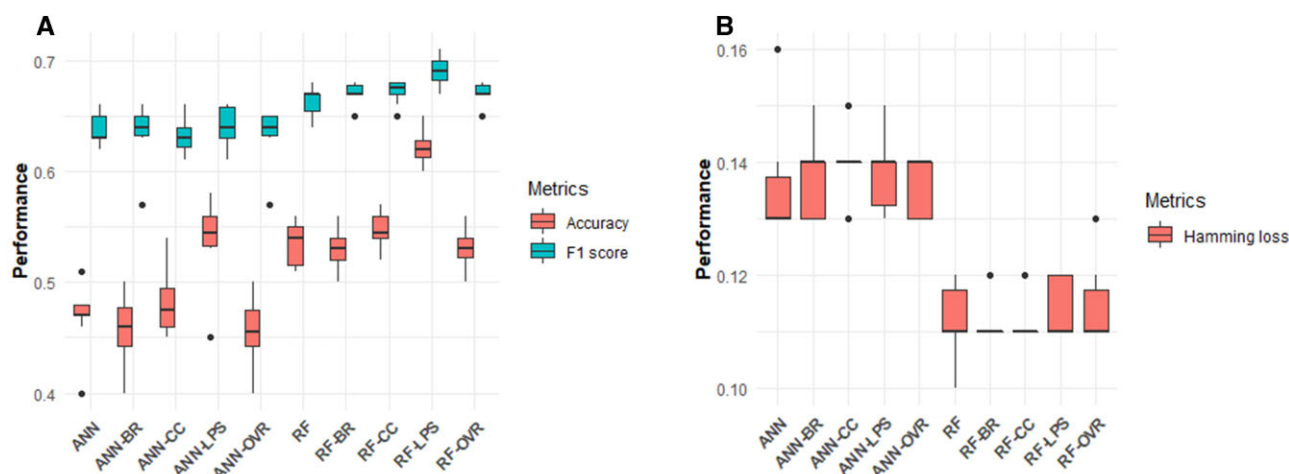 A
0.7
0.6
0.5
0.4
Performance
ANN
ANN-BR
ANN-CC
ANN-LPS
ANN-OVR
RF
RF-BR
RF-CC
RF-LPS
RF-OVR
Metrics
Accuracy
F1 score
B
0.16
0.14
0.12
0.10
Performance
ANN
ANN-BR
ANN-CC
ANN-LPS
ANN-OVR
RF
RF-BR
RF-CC
RF-LPS
RF-OVR
Metrics
Hamming loss